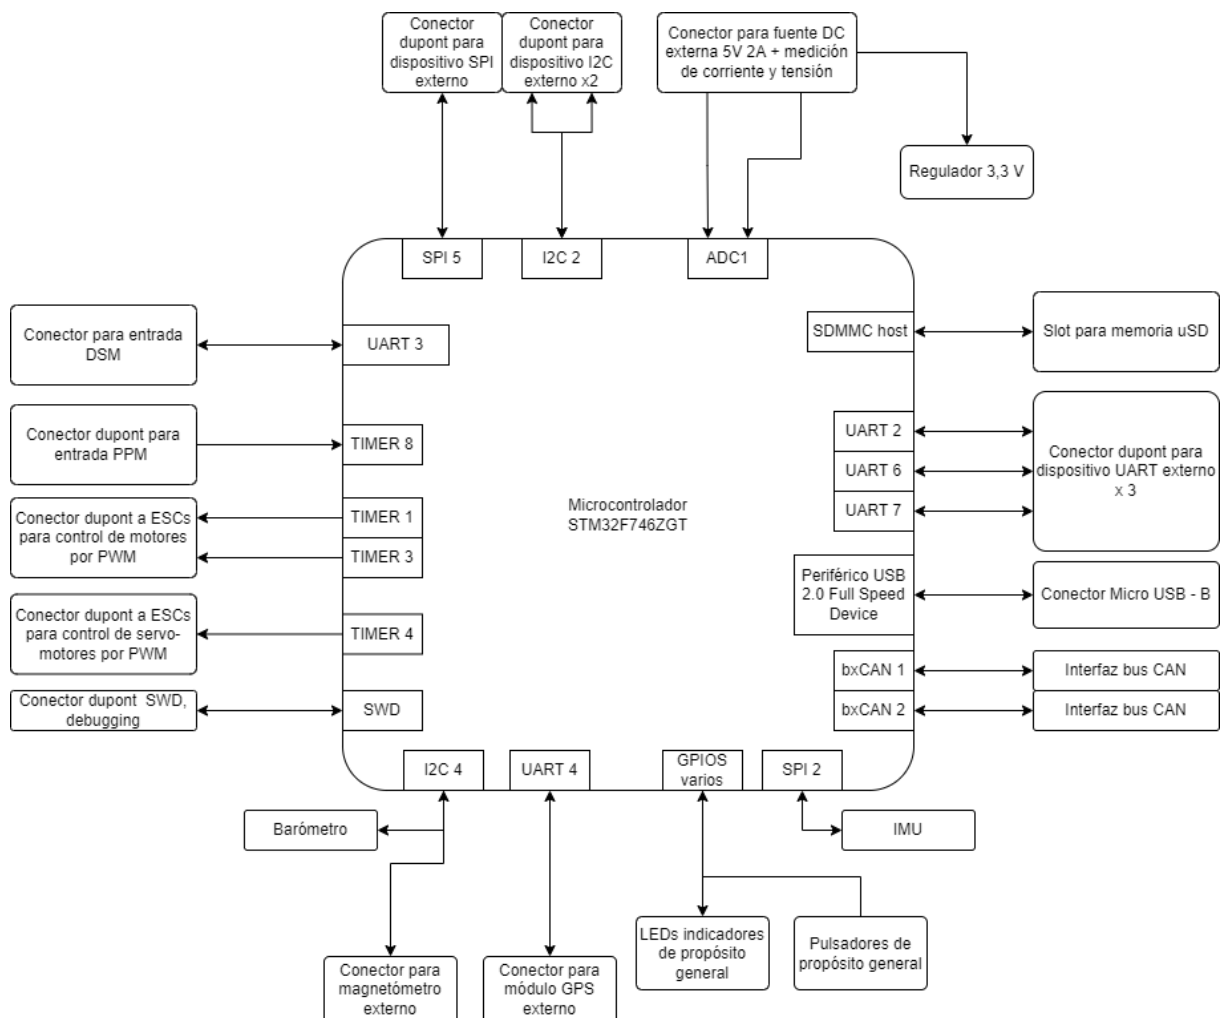 Conector
dupont para
dispositivo SPI
externo
Conector
dupont para
dispositivo I2C
externo x2
Conector para fuente DC
externa 5V 2A + medición
de corriente y tensión
Regulador 3,3 V
SPI 5
I2C 2
ADC1
Conector para entrada
DSM
UART 3
SDMMC host
Slot para memoria uSD
Conector dupont para
entrada PPM
TIMER 8
UART 2
UART 6
UART 7
Conector dupont para
dispositivo UART externo
x 3
Conector dupont a ESCs
para control de motores
por PWM
TIMER 1
TIMER 3
Microcontrolador
STM32F746ZGT
Periférico USB
2.0 Full Speed
Device
Conector Micro USB - B
Conector dupont a ESCs
para control de servo-
motores por PWM
TIMER 4
bxCAN 1
Interfaz bus CAN
Conector dupont  SWD,
debugging
SWD
bxCAN 2
Interfaz bus CAN
I2C 4
UART 4
GPIOS
varios
SPI 2
Barómetro
IMU
LEDs indicadores
de propósito
general
Pulsadores de
propósito general
Conector para
magnetómetro
externo
Conector para
módulo GPS
externo